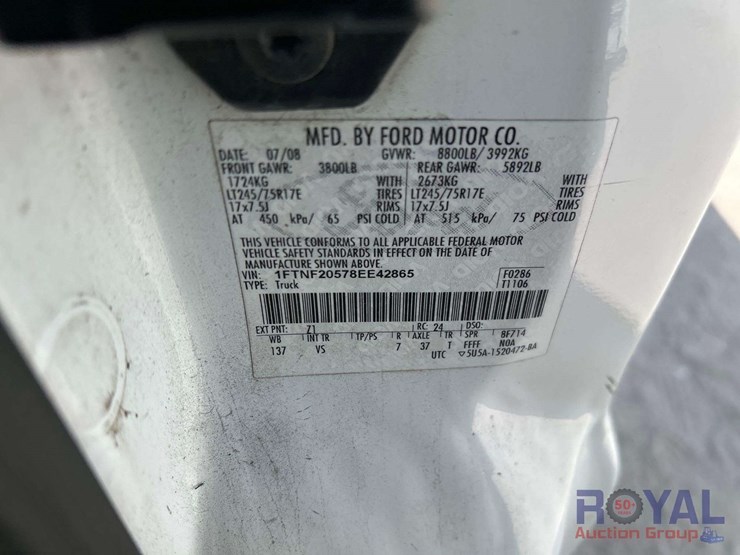 MFD. BY FORD MOTOR CO.
DATE: 07/08 GVWR: 8800LB/ 3992KG
FRONT GAWR: 3800LB REAR GAWR: 5892LB
1724KG WITH 2673KG WITH
LT245/75R17E TIRES LT245/75R17E TIRES
17x7.5J RIMS 17x7.5J RIMS
AT 450 kPa/ 65 PSI COLD AT 515 kPa/ 75 PSI COLD
THIS VEHICLE CONFORMS TO ALL APPLICABLE FEDERAL MOTOR
VEHICLE SAFETY STANDARDS IN EFFECT ON THE DATE OF
MANUFACTURE SHOWN ABOVE.
VIN: 1FTNF20578EE42865 F0286
TYPE: Truck T1106
EXT PNT: Z1 RC: 24 DSO:
WB INT TR TP/PS R AXLE TR SPR BF714
137 VS 7 37 T FFFF N0A
UTC 5U5A-1520472-BA
ROYAL
50+
Auction Group